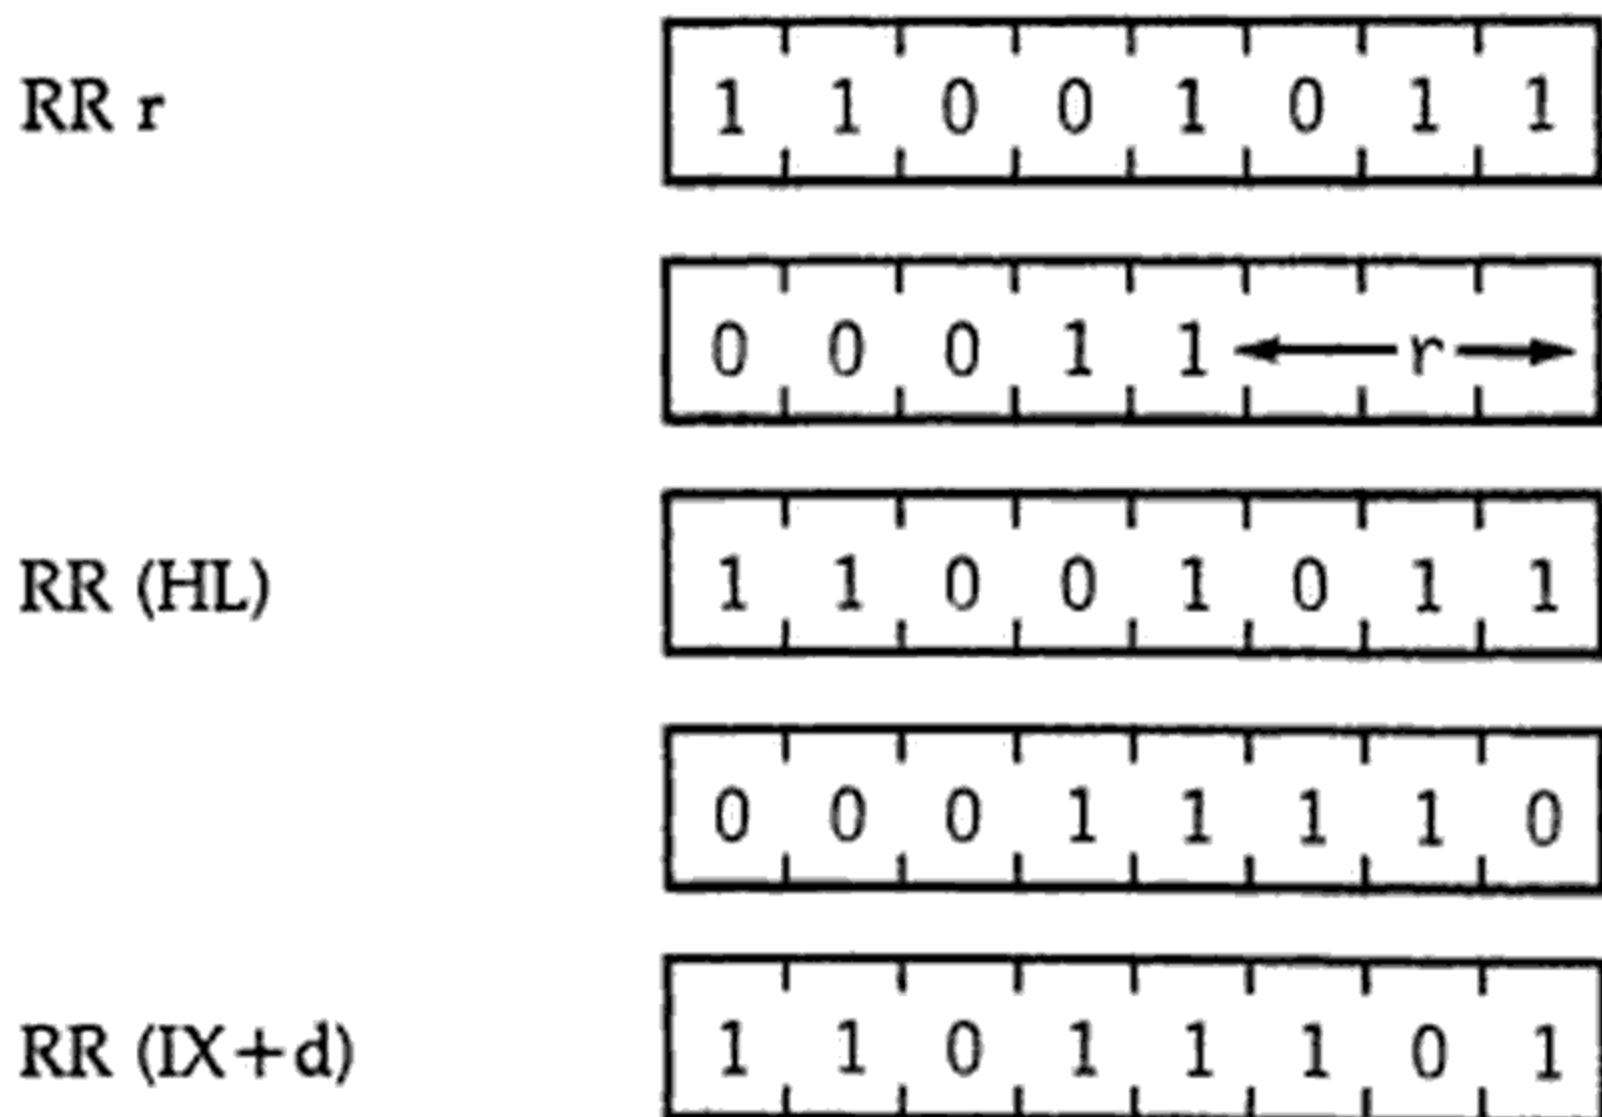 RR r 1 1 0 0 1 0 1 1
0 0 0 1 1 r
RR (HL) 1 1 0 0 1 0 1 1
0 0 0 1 1 1 1 0
RR (IX+d) 1 1 0 1 1 1 0 1